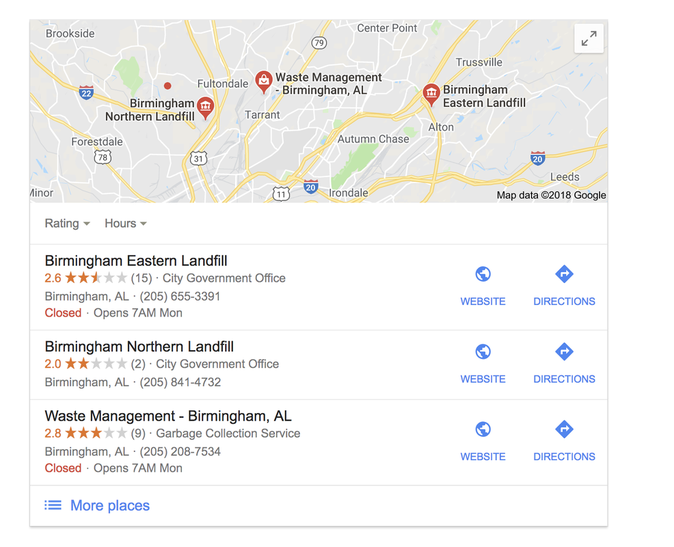 Brookside
Center Point
79
Trussville
22
Fultondale
Waste Management
- Birmingham, AL
Birmingham
Eastern Landfill
Birmingham
Northern Landfill
Tarrant
Alton
Forestdale
Autumn Chase
78
31
20
Leeds
Minor
11
20
Irondale
Map data ©2018 Google
Rating Hours
Birmingham Eastern Landfill
2.6 (15) · City Government Office
Birmingham, AL · (205) 655-3391
Closed · Opens 7AM Mon
WEBSITE DIRECTIONS
Birmingham Northern Landfill
2.0 (2) · City Government Office
Birmingham, AL · (205) 841-4732
WEBSITE DIRECTIONS
Waste Management - Birmingham, AL
2.8 (9) · Garbage Collection Service
Birmingham, AL · (205) 208-7534
Closed · Opens 7AM Mon
WEBSITE DIRECTIONS
More places